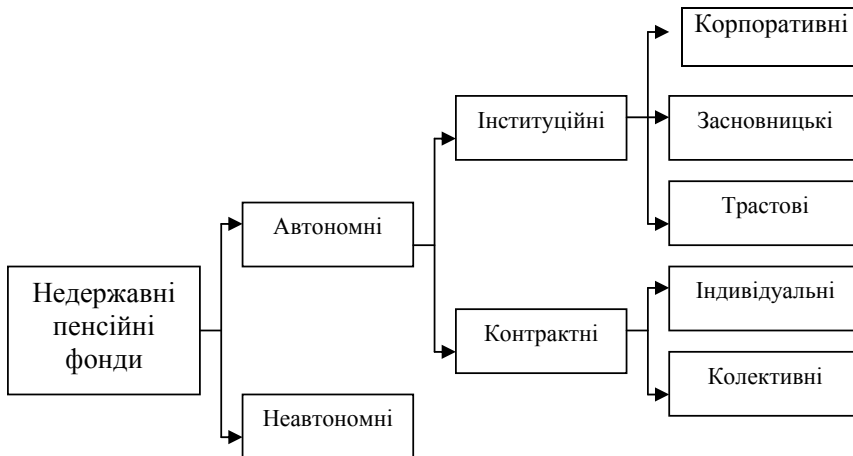 Корпоративні
Інституційні
Засновницькі
Автономні
Трастові
Недержавні
пенсійні
фонди
Індивідуальні
Контрактні
Колективні
Неавтономні